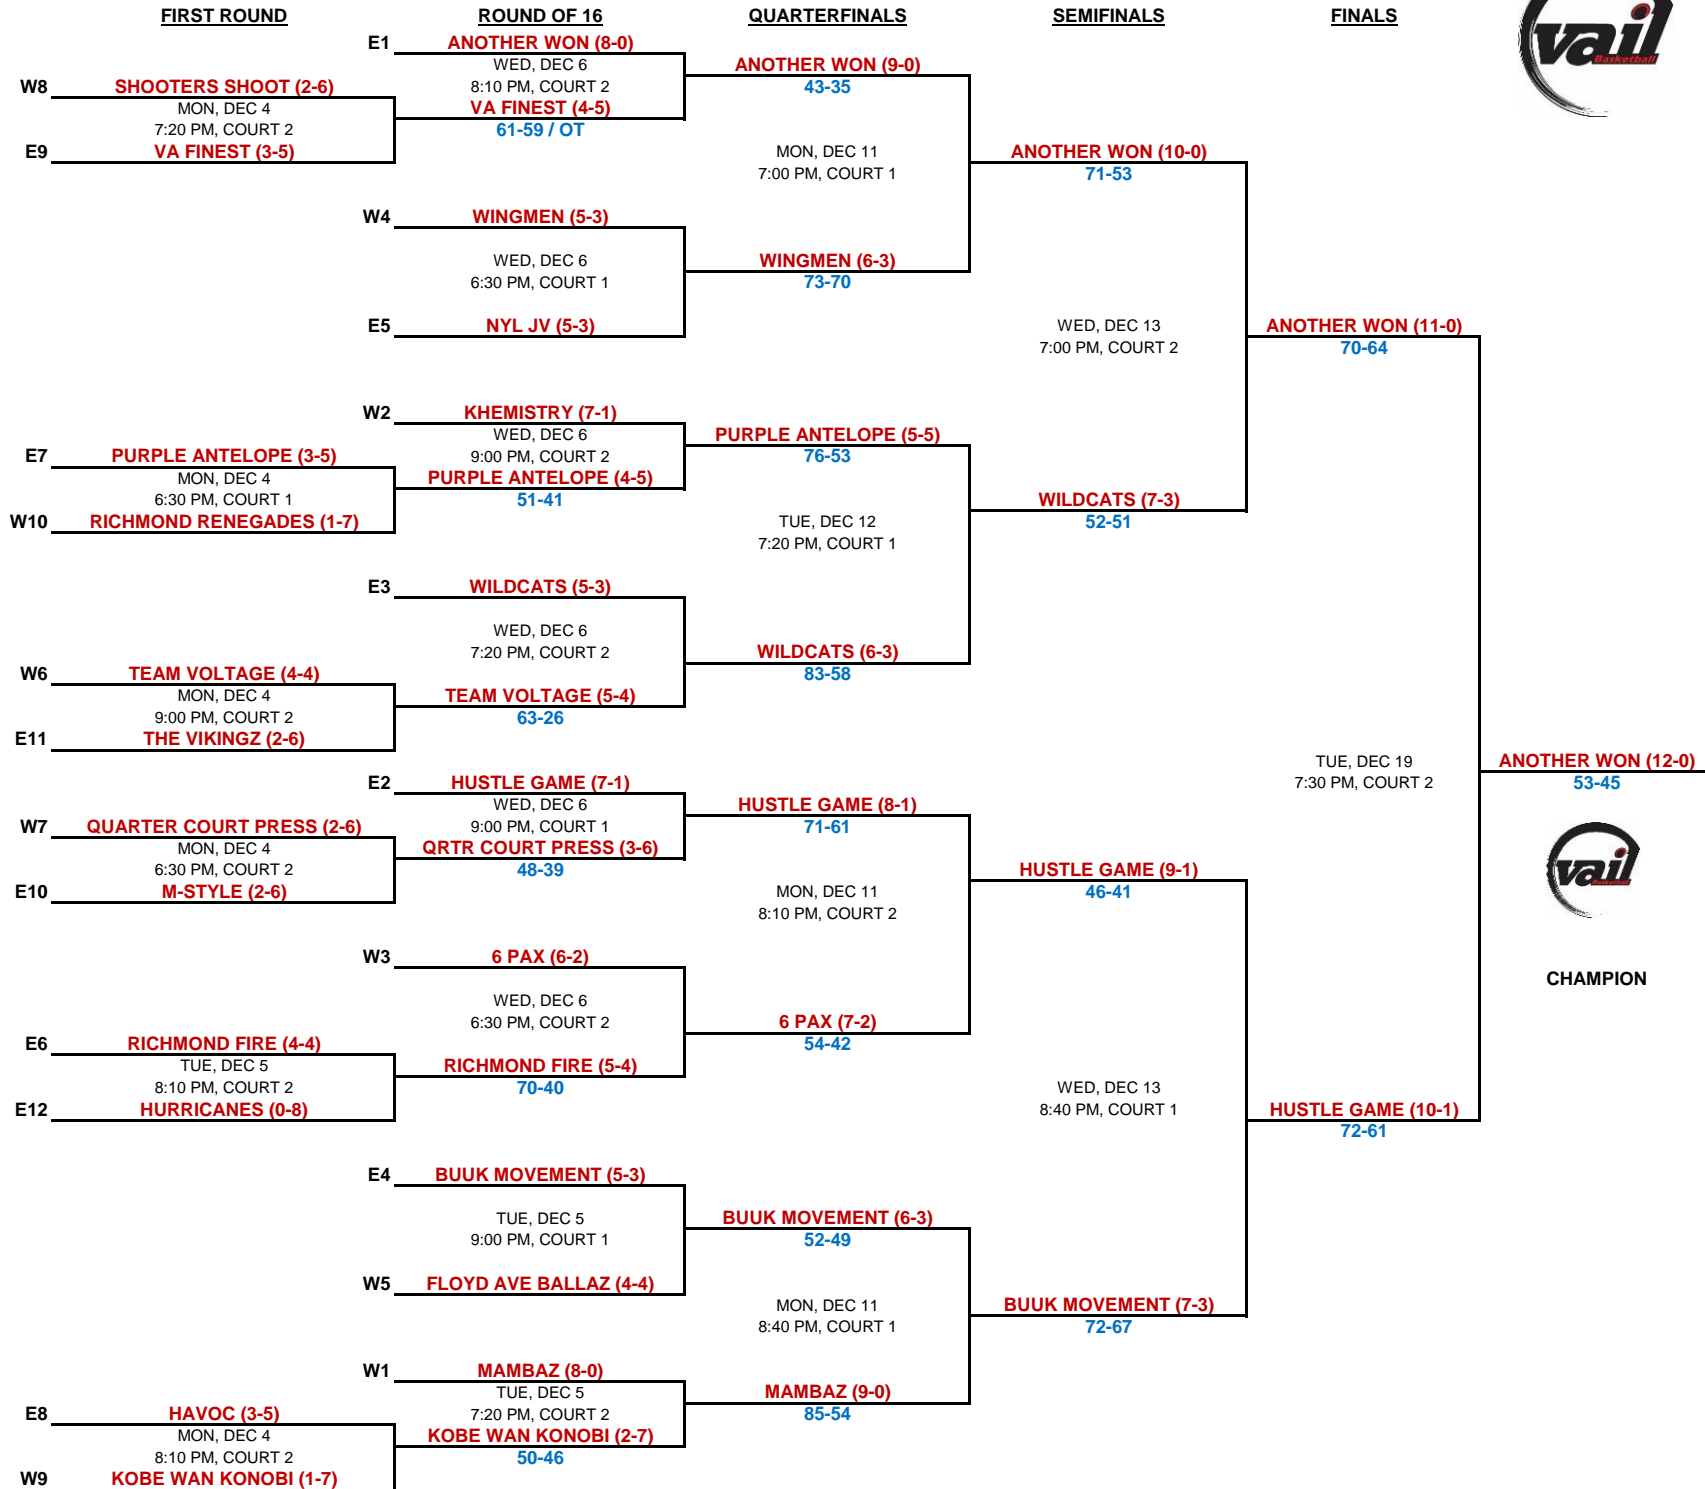 FIRST ROUND
ROUND OF 16
QUARTERFINALS
SEMIFINALS
FINALS
vail
Basketball
E1
ANOTHER WON (8-0)
WED, DEC 6
8:10 PM, COURT 2
W8
SHOOTERS SHOOT (2-6)
MON, DEC 4
7:20 PM, COURT 2
VA FINEST (4-5)
61-59 / OT
E9
VA FINEST (3-5)
ANOTHER WON (9-0)
43-35
MON, DEC 11
7:00 PM, COURT 1
ANOTHER WON (10-0)
71-53
W4
WINGMEN (5-3)
WED, DEC 6
6:30 PM, COURT 1
WINGMEN (6-3)
73-70
E5
NYL JV (5-3)
WED, DEC 13
7:00 PM, COURT 2
ANOTHER WON (11-0)
70-64
W2
KHEMISTRY (7-1)
WED, DEC 6
9:00 PM, COURT 2
PURPLE ANTELOPE (5-5)
76-53
E7
PURPLE ANTELOPE (3-5)
MON, DEC 4
6:30 PM, COURT 1
PURPLE ANTELOPE (4-5)
51-41
W10
RICHMOND RENEGADES (1-7)
TUE, DEC 12
7:20 PM, COURT 1
WILDCATS (7-3)
52-51
E3
WILDCATS (5-3)
WED, DEC 6
7:20 PM, COURT 2
WILDCATS (6-3)
83-58
W6
TEAM VOLTAGE (4-4)
MON, DEC 4
9:00 PM, COURT 2
TEAM VOLTAGE (5-4)
63-26
E11
THE VIKINGZ (2-6)
TUE, DEC 19
7:30 PM, COURT 2
ANOTHER WON (12-0)
53-45
E2
HUSTLE GAME (7-1)
WED, DEC 6
9:00 PM, COURT 1
HUSTLE GAME (8-1)
71-61
W7
QUARTER COURT PRESS (2-6)
MON, DEC 4
6:30 PM, COURT 2
QRTR COURT PRESS (3-6)
48-39
E10
M-STYLE (2-6)
MON, DEC 11
8:10 PM, COURT 2
HUSTLE GAME (9-1)
46-41
vail
Basketball
CHAMPION
W3
6 PAX (6-2)
WED, DEC 6
6:30 PM, COURT 2
6 PAX (7-2)
54-42
E6
RICHMOND FIRE (4-4)
TUE, DEC 5
8:10 PM, COURT 2
RICHMOND FIRE (5-4)
70-40
E12
HURRICANES (0-8)
WED, DEC 13
8:40 PM, COURT 1
HUSTLE GAME (10-1)
72-61
E4
BUUK MOVEMENT (5-3)
TUE, DEC 5
9:00 PM, COURT 1
BUUK MOVEMENT (6-3)
52-49
W5
FLOYD AVE BALLAZ (4-4)
MON, DEC 11
8:40 PM, COURT 1
BUUK MOVEMENT (7-3)
72-67
W1
MAMBAZ (8-0)
TUE, DEC 5
7:20 PM, COURT 2
MAMBAZ (9-0)
85-54
E8
HAVOC (3-5)
MON, DEC 4
8:10 PM, COURT 2
KOBE WAN KONOBI (2-7)
50-46
W9
KOBE WAN KONOBI (1-7)